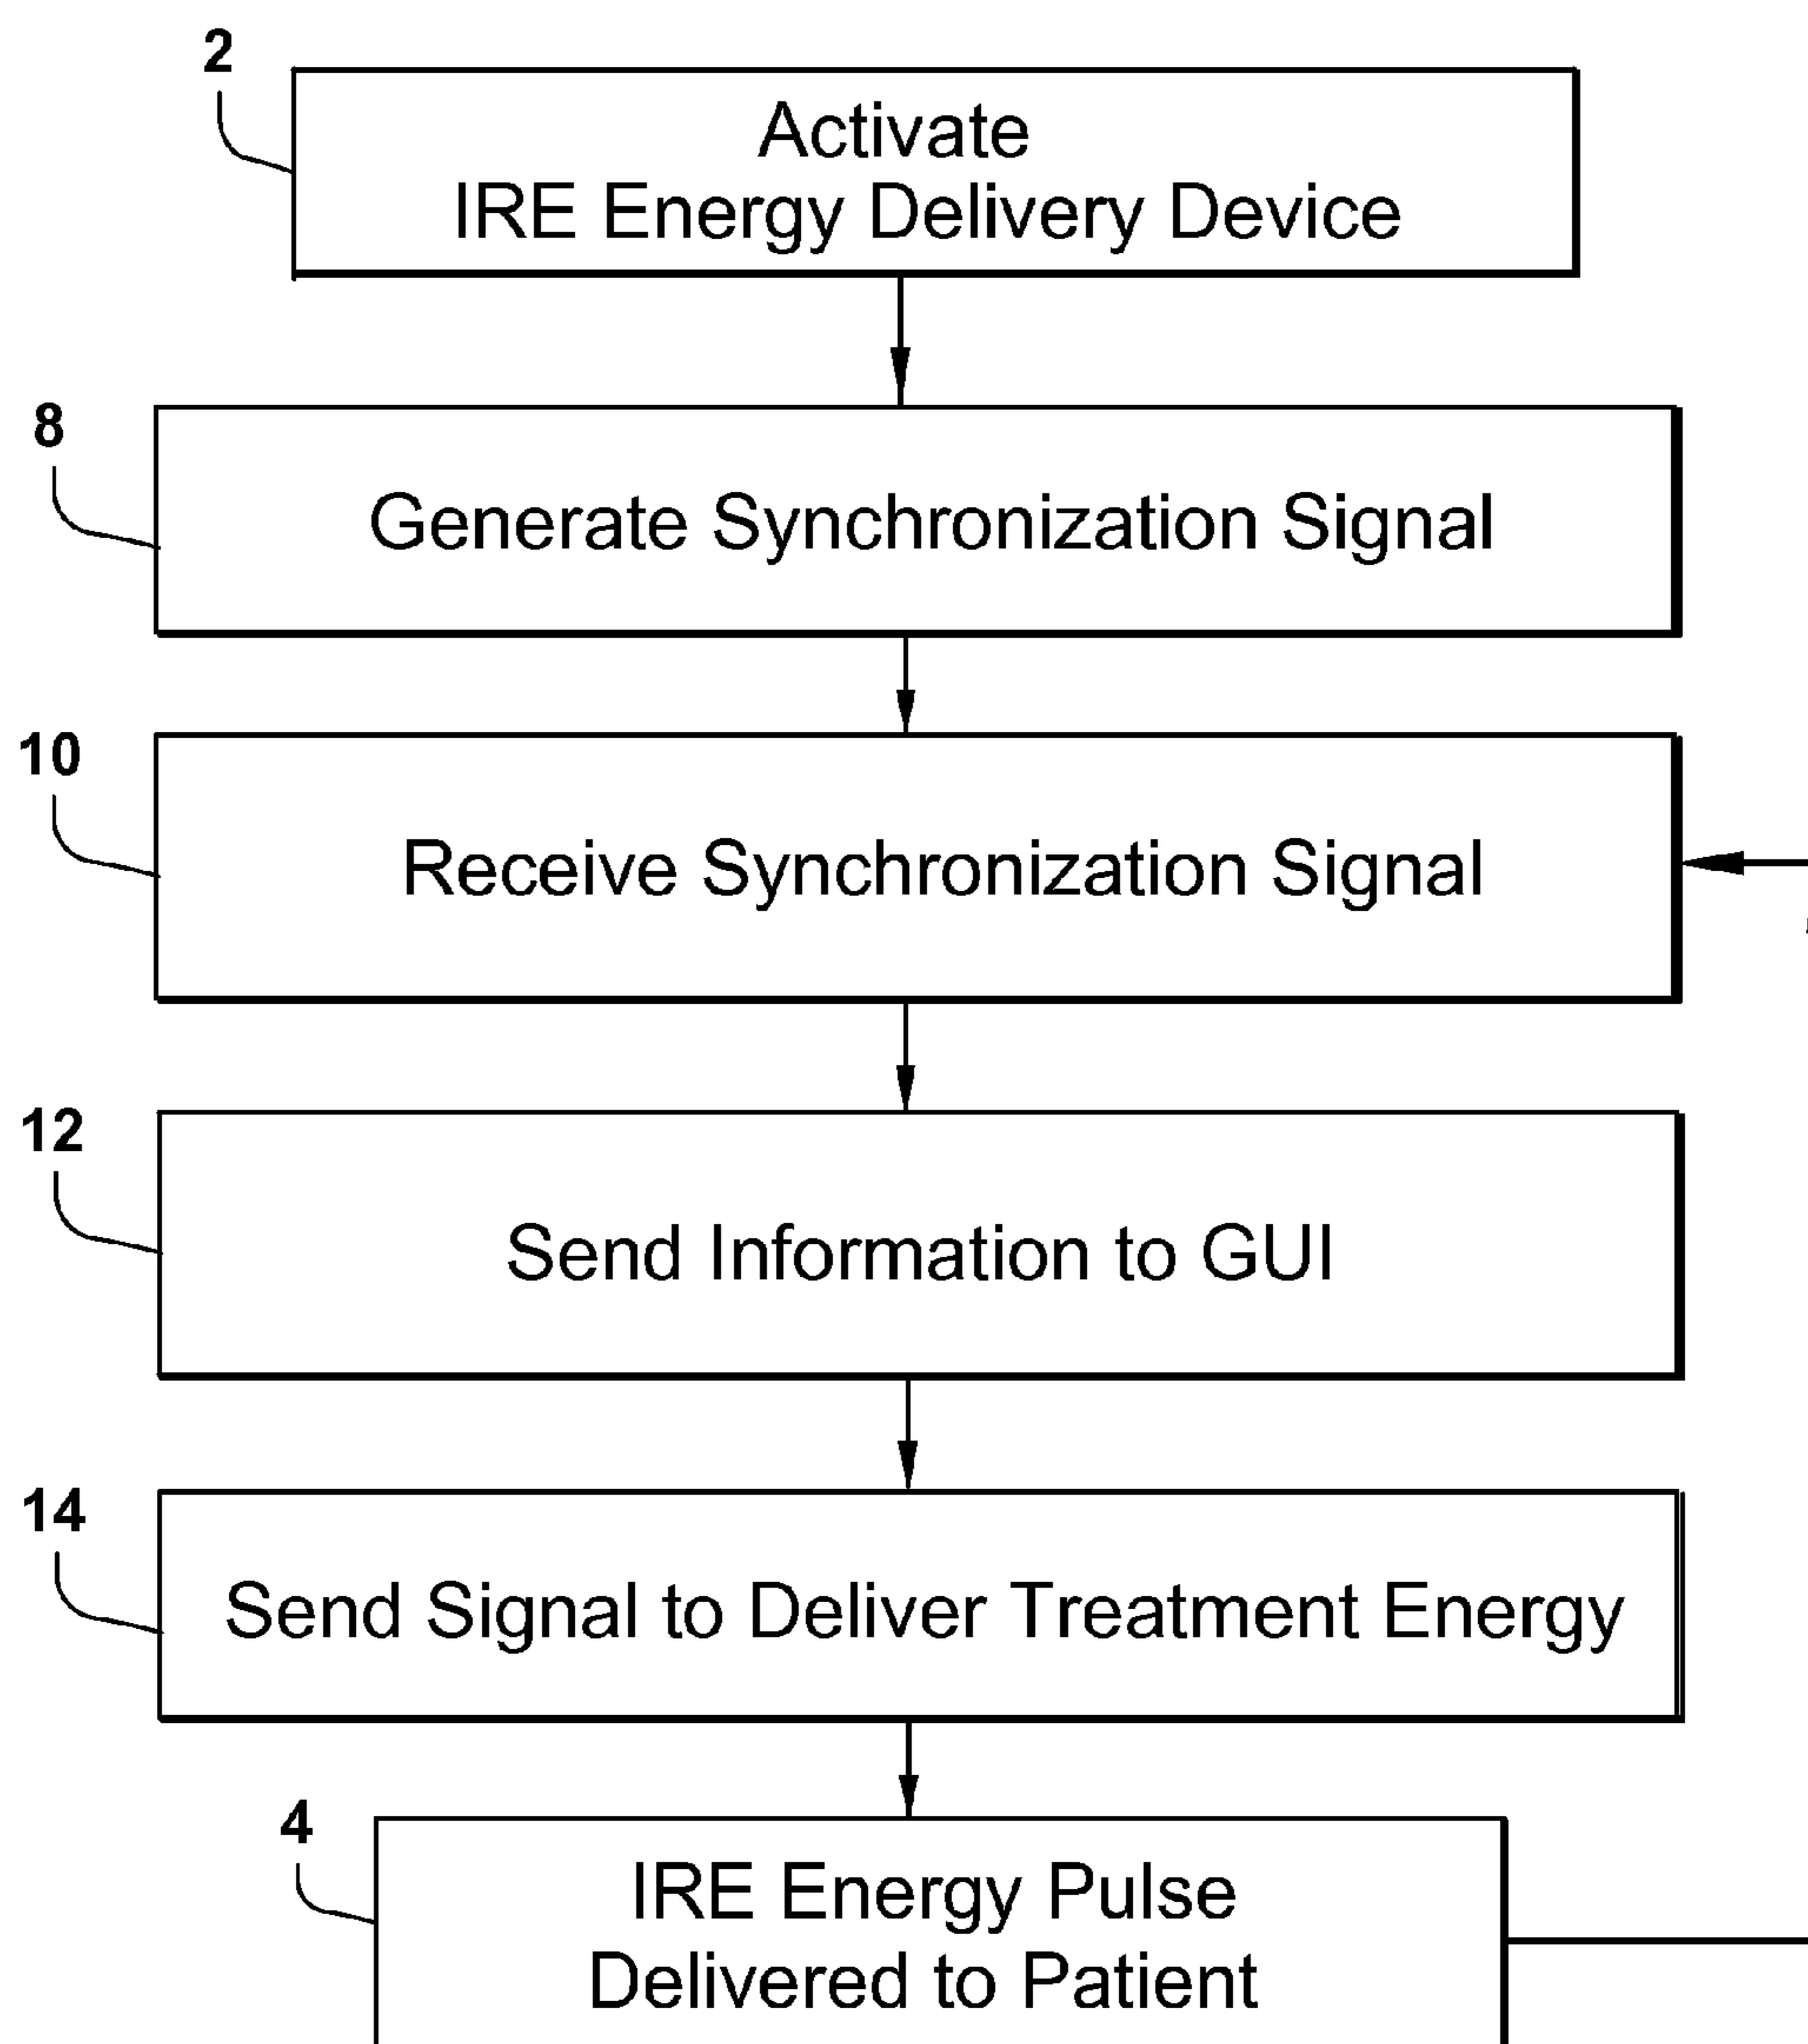 2
Activate
IRE Energy Delivery Device
8
Generate Synchronization Signal
10
Receive Synchronization Signal
12
Send Information to GUI
14
Send Signal to Deliver Treatment Energy
4
IRE Energy Pulse
Delivered to Patient